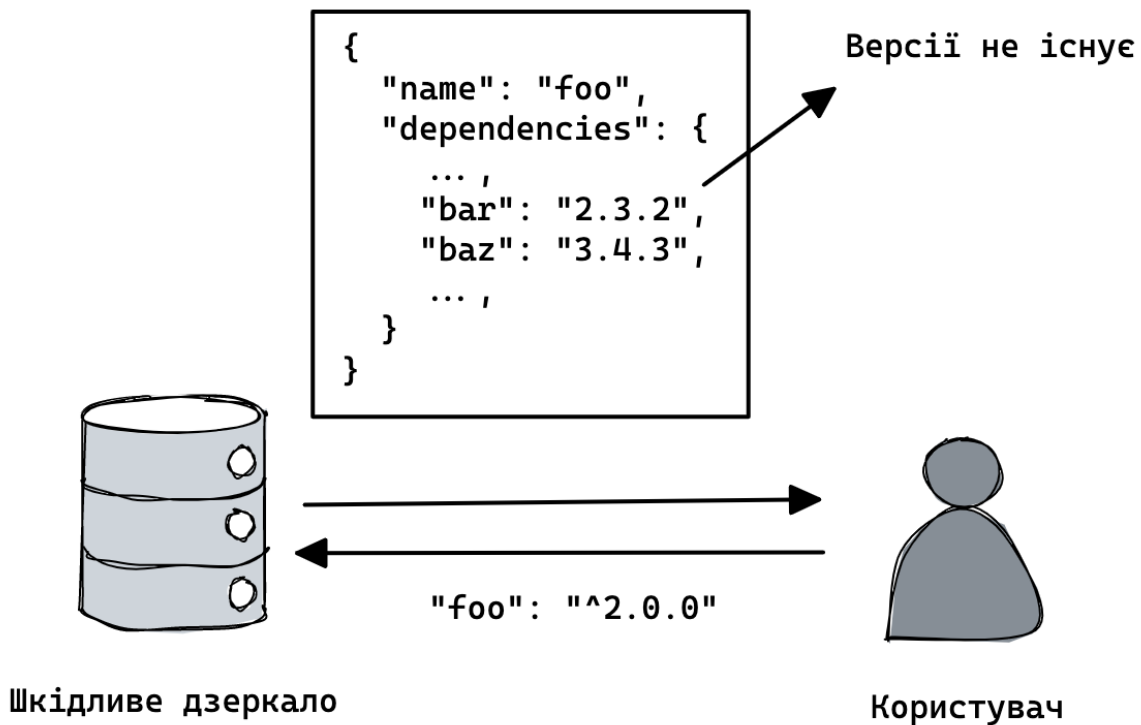 {
"name": "foo",
"dependencies": {
... ,
"bar": "2.3.2",
"baz": "3.4.3",
... ,
}
}
Версії не існує
"foo": "^2.0.0"
Шкідливе дзеркало
Користувач